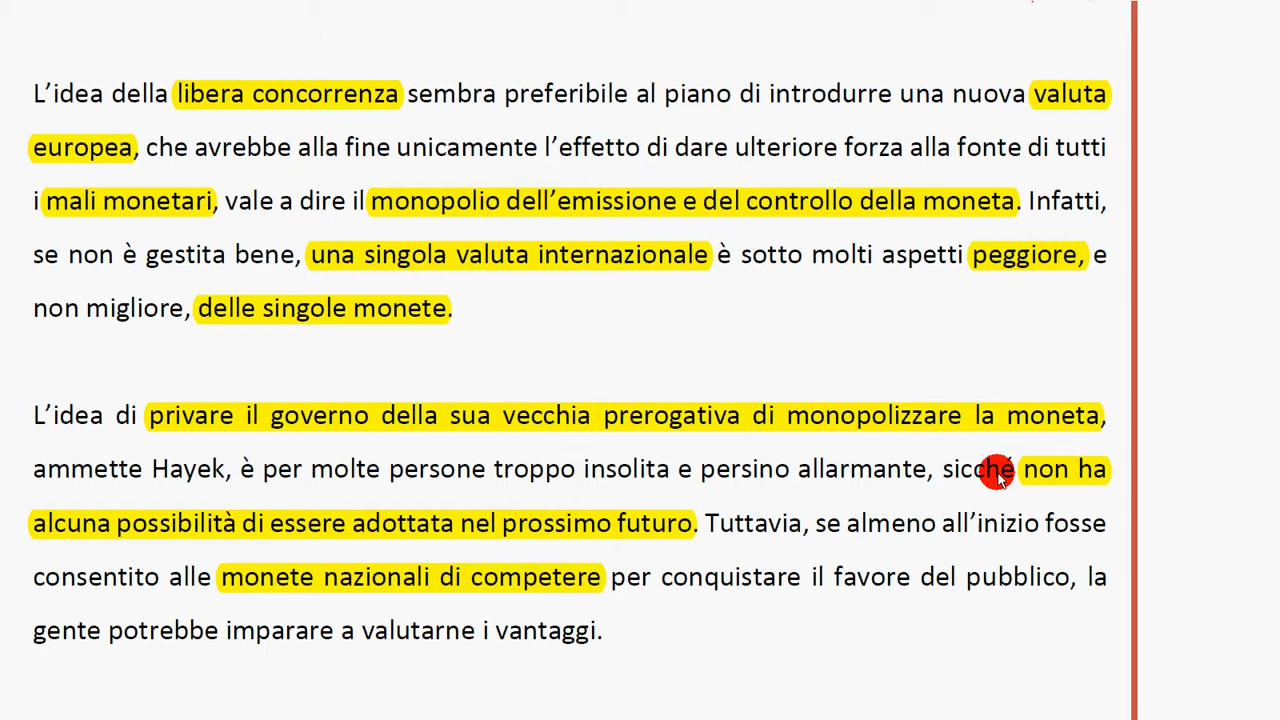 L’idea della libera concorrenza sembra preferibile al piano di introdurre una nuova valuta
europea, che avrebbe alla fine unicamente l’effetto di dare ulteriore forza alla fonte di tutti
i mali monetari, vale a dire il monopolio dell’emissione e del controllo della moneta. Infatti,
se non è gestita bene, una singola valuta internazionale è sotto molti aspetti peggiore, e
non migliore, delle singole monete.
L’idea di privare il governo della sua vecchia prerogativa di monopolizzare la moneta,
ammette Hayek, è per molte persone troppo insolita e persino allarmante, sicché non ha
alcuna possibilità di essere adottata nel prossimo futuro. Tuttavia, se almeno all’inizio fosse
consentito alle monete nazionali di competere per conquistare il favore del pubblico, la
gente potrebbe imparare a valutarne i vantaggi.